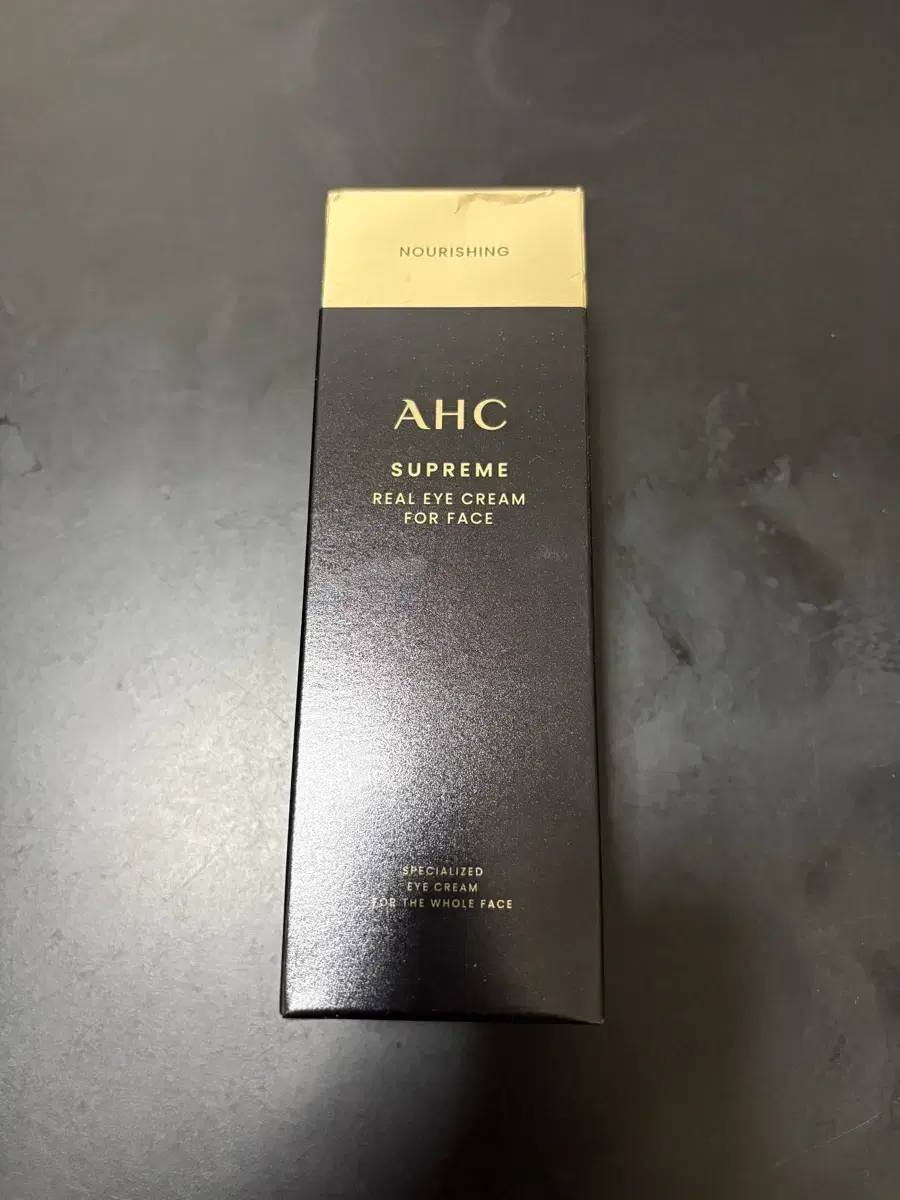 NOURISHING
AHC
SUPREME
REAL EYE CREAM
FOR FACE
SPECIALIZED
EYE CREAM
FOR THE WHOLE FACE